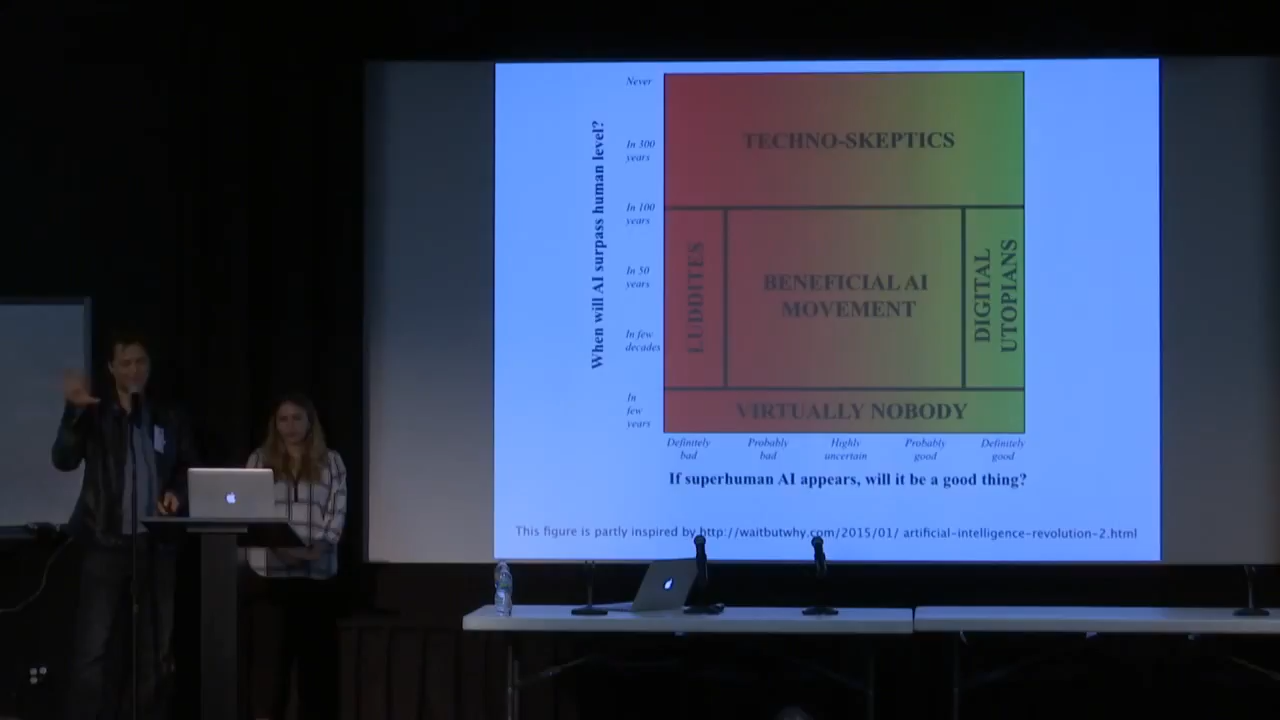 Never
In 300
years
In 100
years
In 50
years
In few
decades
In
few
years
When will AI surpass human level?
TECHNO-SKEPTICS
LUDDITES
BENEFICIAL AI
MOVEMENT
DIGITAL
UTOPIANS
VIRTUALLY NOBODY
Definitely
bad
Probably
bad
Highly
uncertain
Probably
good
Definitely
good
If superhuman AI appears, will it be a good thing?
This figure is partly inspired by http://waitbutwhy.com/2015/01/ artificial-intelligence-revolution-2.html